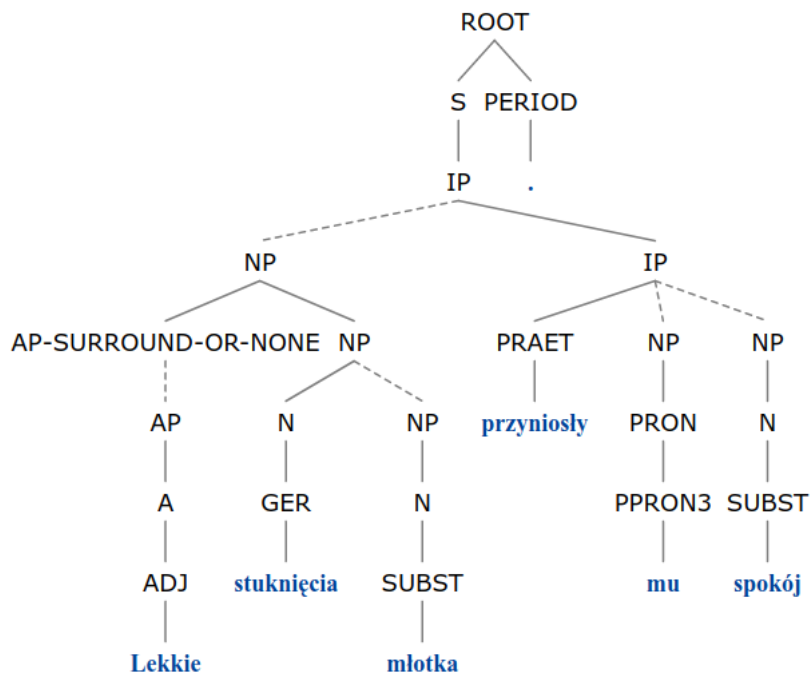 ROOT
S PERIOD
IP .
NP IP
AP-SURROUND-OR-NONE NP PRAET NP NP
AP N NP przyniosły PRON N
A GER N PPRON3 SUBST
ADJ stuknięcia SUBST mu spokój
Lekkie młotka